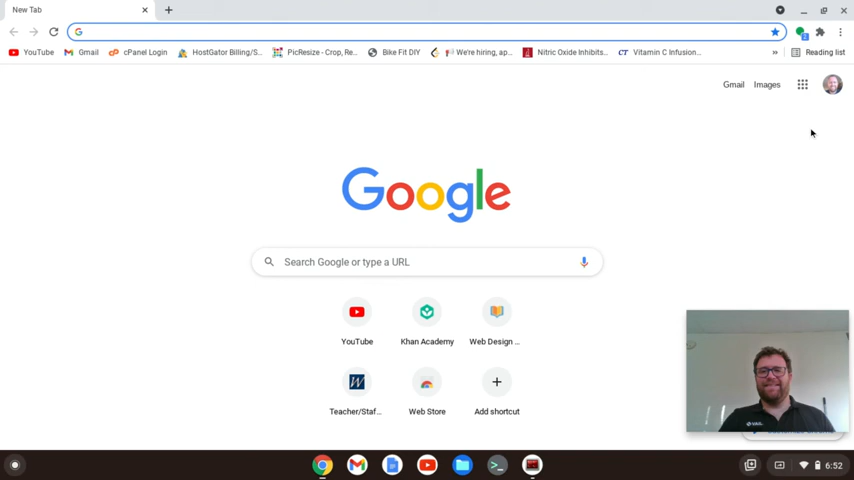 New Tab
YouTube Gmail cPanel Login HostGator Billing/S... PicResize - Crop, Re... Bike Fit DIY We're hiring, ap... Nitric Oxide Inhibits... CT Vitamin C Infusion... » Reading list
Gmail Images
Google
Search Google or type a URL
YouTube Khan Academy Web Design ...
W
Teacher/Staf... Web Store Add shortcut
6:52